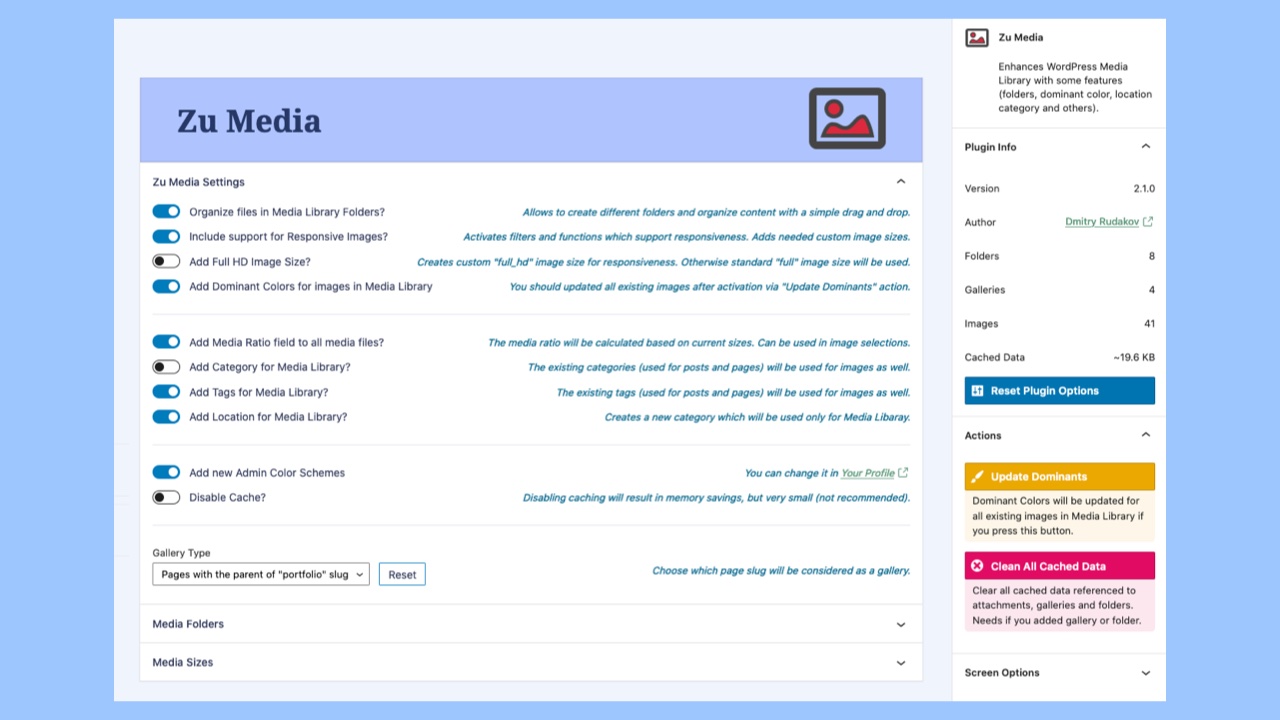 Zu Media
Zu Media Settings
Organize files in Media Library Folders?
Allows to create different folders and organize content with a simple drag and drop.
Include support for Responsive Images?
Activates filters and functions which support responsiveness. Adds needed custom image sizes.
Add Full HD Image Size?
Creates custom "full_hd" image size for responsiveness. Otherwise standard "full" image size will be used.
Add Dominant Colors for images in Media Library
You should updated all existing images after activation via "Update Dominants" action.
Add Media Ratio field to all media files?
The media ratio will be calculated based on current sizes. Can be used in image selections.
Add Category for Media Library?
The existing categories (used for posts and pages) will be used for images as well.
Add Tags for Media Library?
The existing tags (used for posts and pages) will be used for images as well.
Add Location for Media Library?
Creates a new category which will be used only for Media Libaray.
Add new Admin Color Schemes
You can change it in Your Profile
Disable Cache?
Disabling caching will result in memory savings, but very small (not recommended).
Gallery Type
Pages with the parent of "portfolio" slug
Reset
Choose which page slug will be considered as a gallery.
Media Folders
Media Sizes
Zu Media
Enhances WordPress Media
Library with some features
(folders, dominant color, location
category and others).
Plugin Info
Version 2.1.0
Author Dmitry Rudakov
Folders 8
Galleries 4
Images 41
Cached Data ~19.6 KB
Reset Plugin Options
Actions
Update Dominants
Dominant Colors will be updated for
all existing images in Media Library if
you press this button.
Clean All Cached Data
Clear all cached data referenced to
attachments, galleries and folders.
Needs if you added gallery or folder.
Screen Options